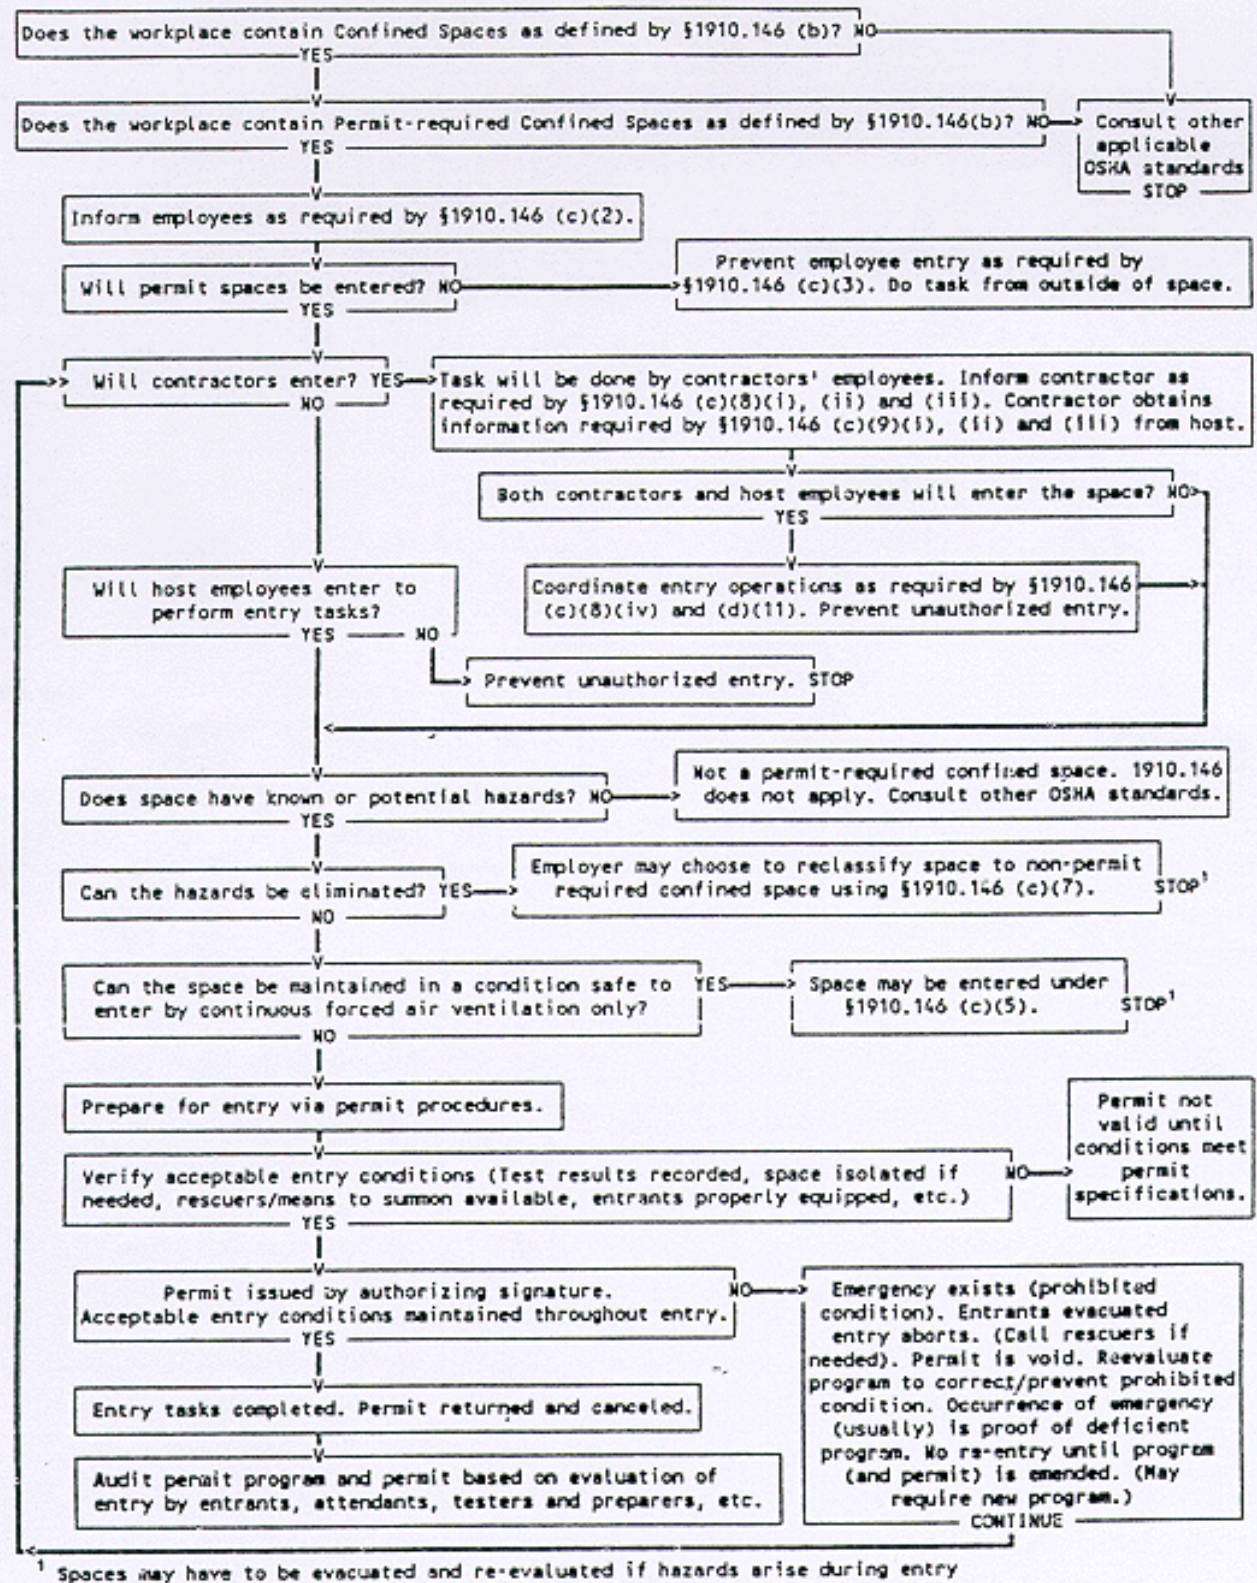 Does the workplace contain Confined Spaces as defined by §1910.146 (b)? NO
YES
Does the workplace contain Permit-required Confined Spaces as defined by §1910.146(b)? NO
YES
Consult other
applicable
OSHA standards
STOP
Inform employees as required by §1910.146 (c)(2).
Will permit spaces be entered? NO
YES
Prevent employee entry as required by
§1910.146 (c)(3). Do task from outside of space.
Will contractors enter? YES
NO
Task will be done by contractors' employees. Inform contractor as
required by §1910.146 (c)(8)(i), (ii) and (iii). Contractor obtains
information required by §1910.146 (c)(9)(i), (ii) and (iii) from host.
Both contractors and host employees will enter the space? NO
YES
Will host employees enter to
perform entry tasks?
YES NO
Coordinate entry operations as required by §1910.146
(c)(8)(iv) and (d)(11). Prevent unauthorized entry.
Prevent unauthorized entry. STOP
Does space have known or potential hazards? NO
YES
Not a permit-required confined space. 1910.146
does not apply. Consult other OSHA standards.
Can the hazards be eliminated? YES
NO
Employer may choose to reclassify space to non-permit
required confined space using §1910.146 (c)(7). STOP¹
Can the space be maintained in a condition safe to YES
enter by continuous forced air ventilation only?
NO
Space may be entered under
§1910.146 (c)(5). STOP¹
Prepare for entry via permit procedures.
Verify acceptable entry conditions (Test results recorded, space isolated if NO
needed, rescuers/means to summon available, entrants properly equipped, etc.)
YES
Permit not
valid until
conditions meet
permit
specifications.
Permit issued by authorizing signature. NO
Acceptable entry conditions maintained throughout entry.
YES
Emergency exists (prohibited
condition). Entrants evacuated
entry aborts. (Call rescuers if
needed). Permit is void. Reevaluate
program to correct/prevent prohibited
condition. Occurrence of emergency
(usually) is proof of deficient
program. No re-entry until program
(and permit) is emended. (May
require new program.)
CONTINUE
Entry tasks completed. Permit returned and canceled.
Audit permit program and permit based on evaluation of
entry by entrants, attendants, testers and preparers, etc.
¹ Spaces may have to be evacuated and re-evaluated if hazards arise during entry